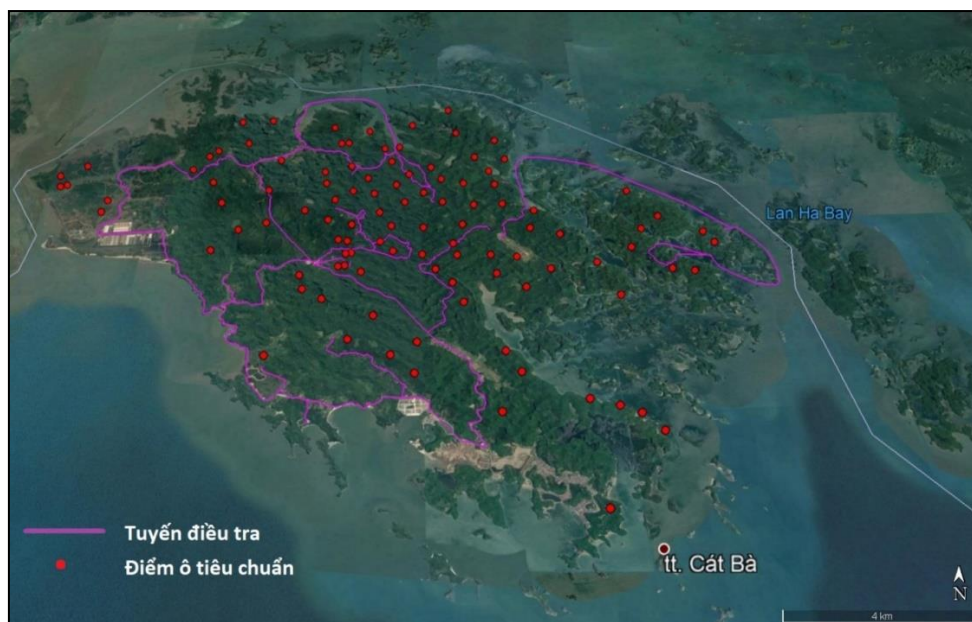 Lan Ha Bay
Tuyến điều tra
Điểm ô tiêu chuẩn
tt. Cát Bà
N
4 km